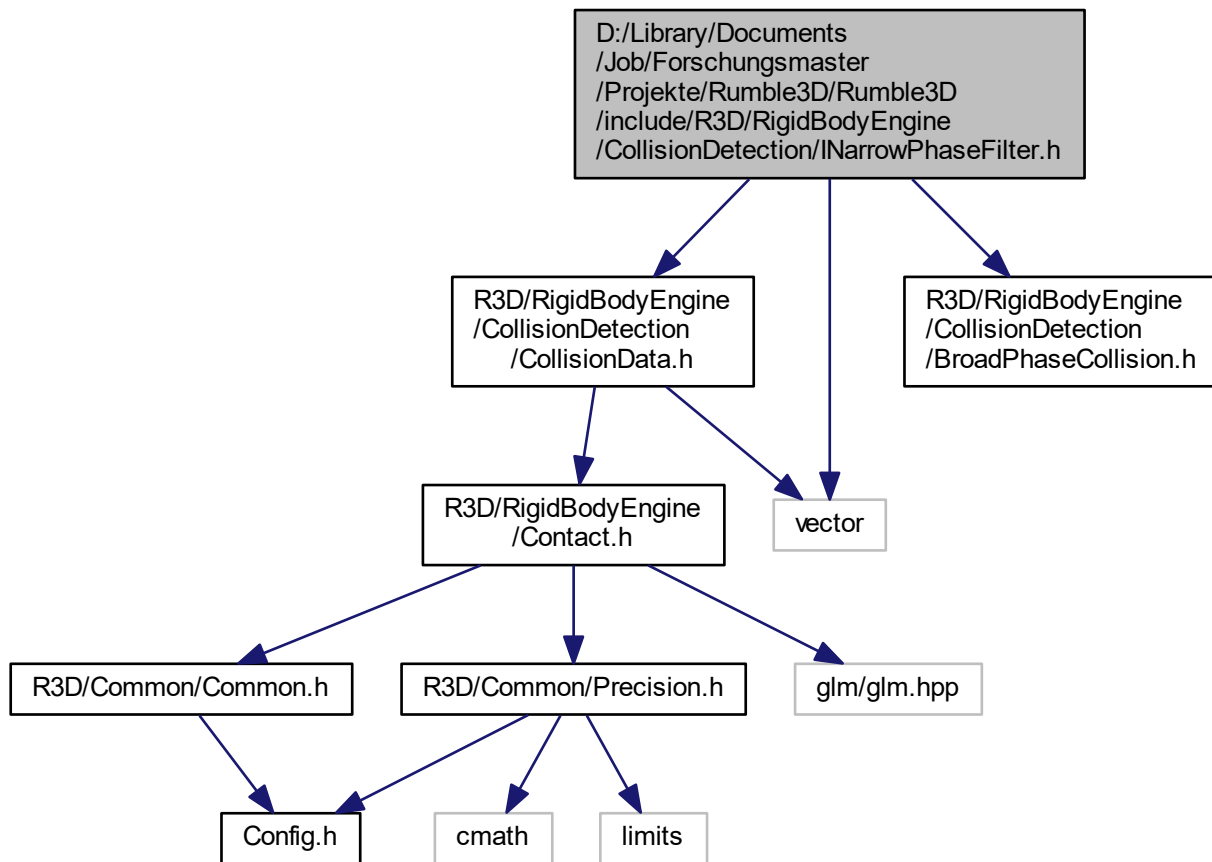 D:/Library/Documents
/Job/Forschungsmaster
/Projekte/Rumble3D/Rumble3D
/include/R3D/RigidBodyEngine
/CollisionDetection/INarrowPhaseFilter.h
R3D/RigidBodyEngine
/CollisionDetection
/CollisionData.h
R3D/RigidBodyEngine
/CollisionDetection
/BroadPhaseCollision.h
R3D/RigidBodyEngine
/Contact.h
vector
R3D/Common/Common.h
R3D/Common/Precision.h
glm/glm.hpp
Config.h
cmath
limits